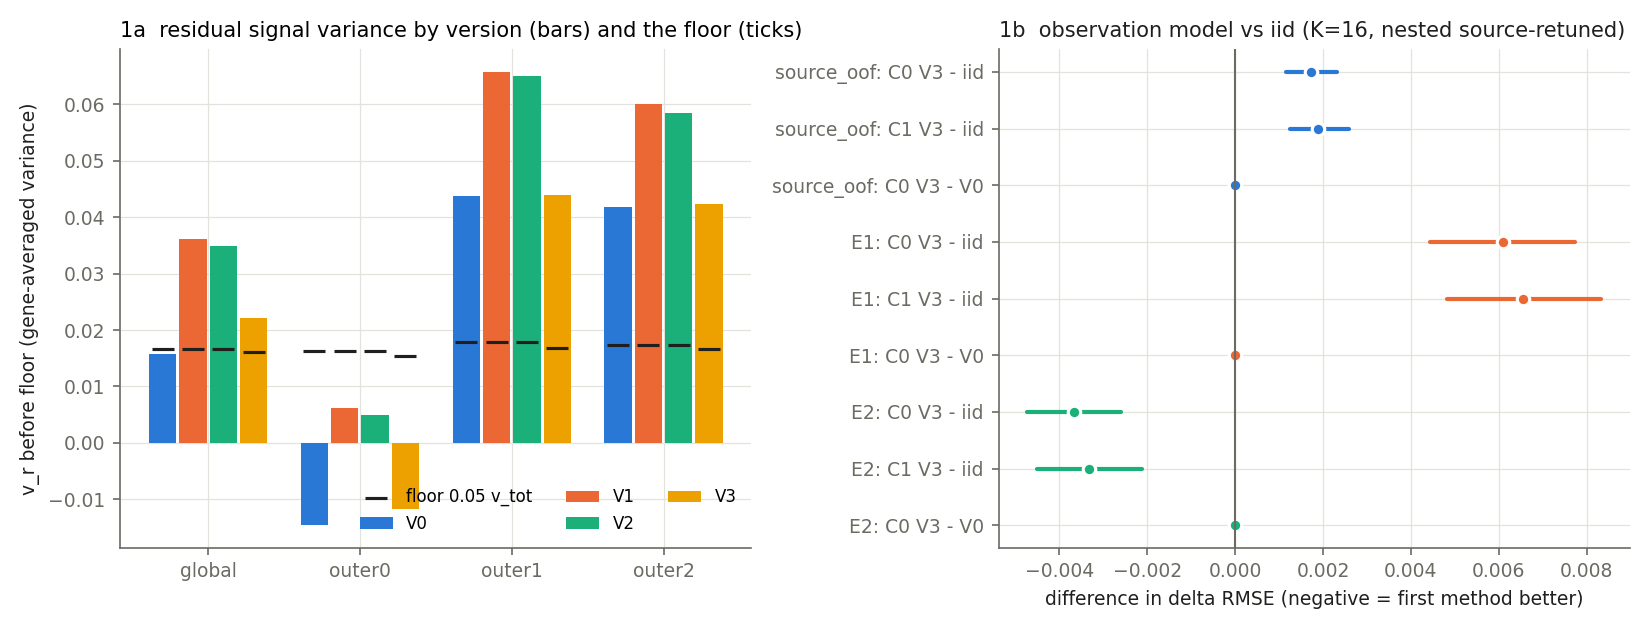 1a  residual signal variance by version (bars) and the floor (ticks)
v_r before floor (gene-averaged variance)
0.06
0.05
0.04
0.03
0.02
0.01
0.00
−0.01
floor 0.05 v_tot
V0
V1
V2
V3
global
outer0
outer1
outer2
1b  observation model vs iid (K=16, nested source-retuned)
source_oof: C0 V3 - iid
source_oof: C1 V3 - iid
source_oof: C0 V3 - V0
E1: C0 V3 - iid
E1: C1 V3 - iid
E1: C0 V3 - V0
E2: C0 V3 - iid
E2: C1 V3 - iid
E2: C0 V3 - V0
−0.004
−0.002
0.000
0.002
0.004
0.006
0.008
difference in delta RMSE (negative = first method better)